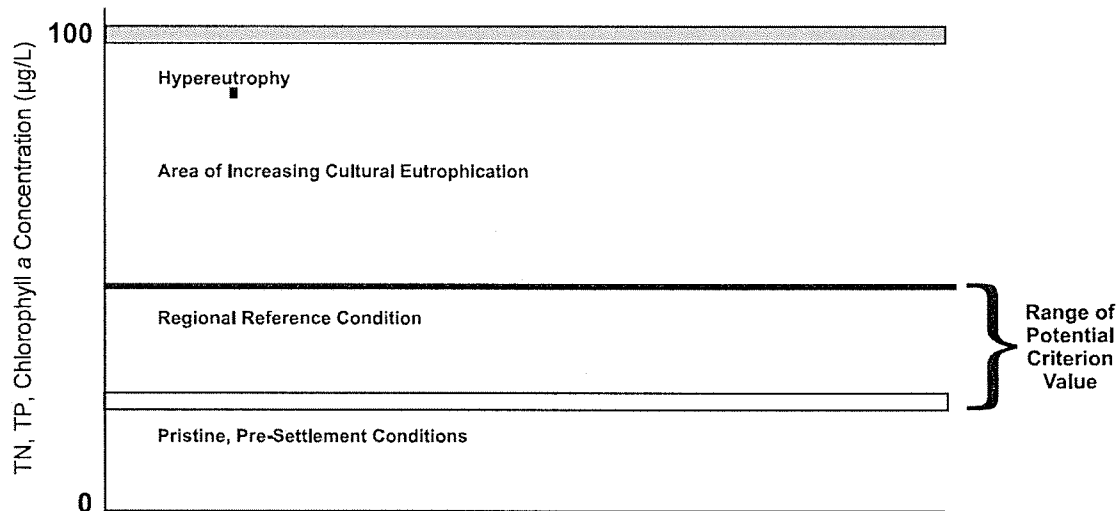 TN, TP, Chlorophyll a Concentration (µg/L)
100
Hypereutrophy
Area of Increasing Cultural Eutrophication
Regional Reference Condition
Range of
Potential
Criterion
Value
Pristine, Pre-Settlement Conditions
0